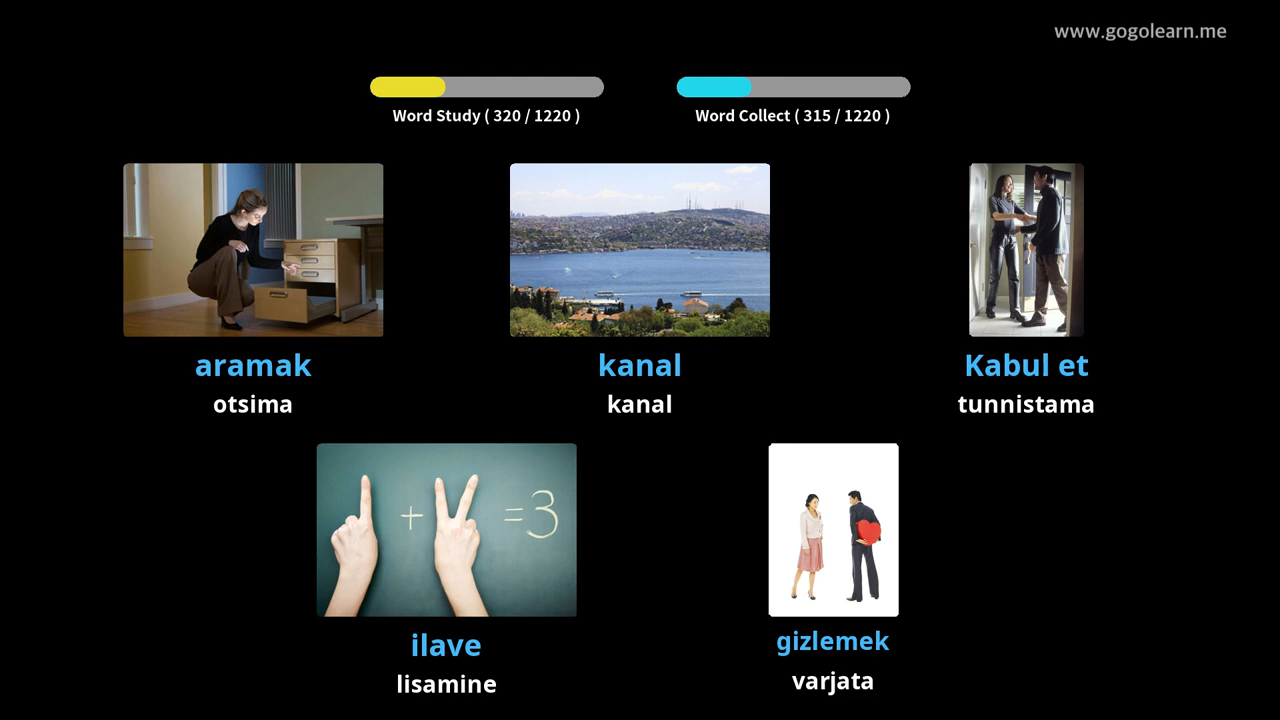 www.gogolearn.me
Word Study ( 320 / 1220 )
Word Collect ( 315 / 1220 )
aramak
otsima
kanal
kanal
Kabul et
tunnistama
+ =3
ilave
lisamine
gizlemek
varjata